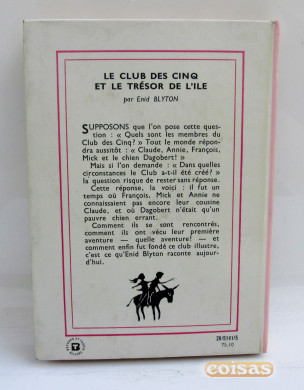 LE CLUB DES CINQ
ET LE TRÉSOR DE L'ILE
par Enid BLYTON
SUPPOSONS que l'on pose cette ques-
tion : « Quels sont les membres du
Club des Cinq? » Tout le monde répon-
dra aussitôt : « Claude, Annie, François,
Mick et le chien Dagobert! »
Mais si l'on demande : « Dans quelles
circonstances le Club a-t-il été créé? »
la question risque de rester sans réponse.
Cette réponse, la voici : il fut un
temps où François, Mick et Annie ne
connaissaient pas encore leur cousine
Claude, et où Dagobert n'était qu'un
pauvre chien errant.
Comment ils se sont rencontrés,
comment ils ont vécu leur première
aventure — quelle aventure! — et
comment enfin fut fondé ce club illustre,
c'est ce qu'Enid Blyton raconte aujour-
d'hui.
coisas